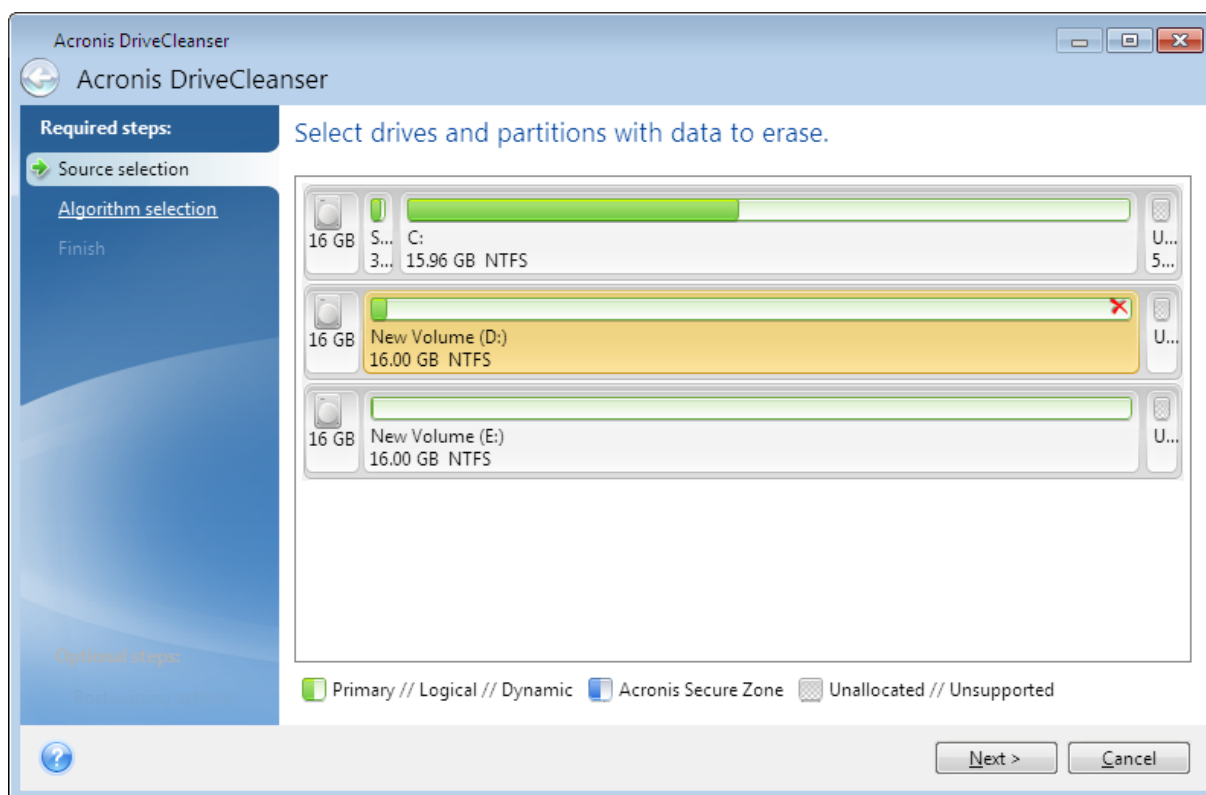 Acronis DriveCleanser
Acronis DriveCleanser
Required steps:
Source selection
Algorithm selection
Finish
Optional steps:
Select drives and partitions with data to erase.
16 GB
S...
3...
C:
15.96 GB NTFS
U...
5...
16 GB
New Volume (D:)
16.00 GB NTFS
U...
16 GB
New Volume (E:)
16.00 GB NTFS
U...
Primary // Logical // Dynamic
Acronis Secure Zone
Unallocated // Unsupported
?
Next >
Cancel